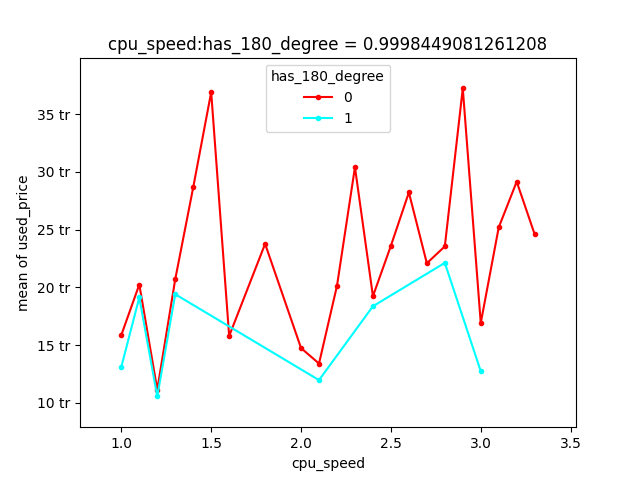 cpu_speed:has_180_degree = 0.9998449081261208
has_180_degree
0
1
mean of used_price
35 tr
30 tr
25 tr
20 tr
15 tr
10 tr
1.0 1.5 2.0 2.5 3.0 3.5
cpu_speed